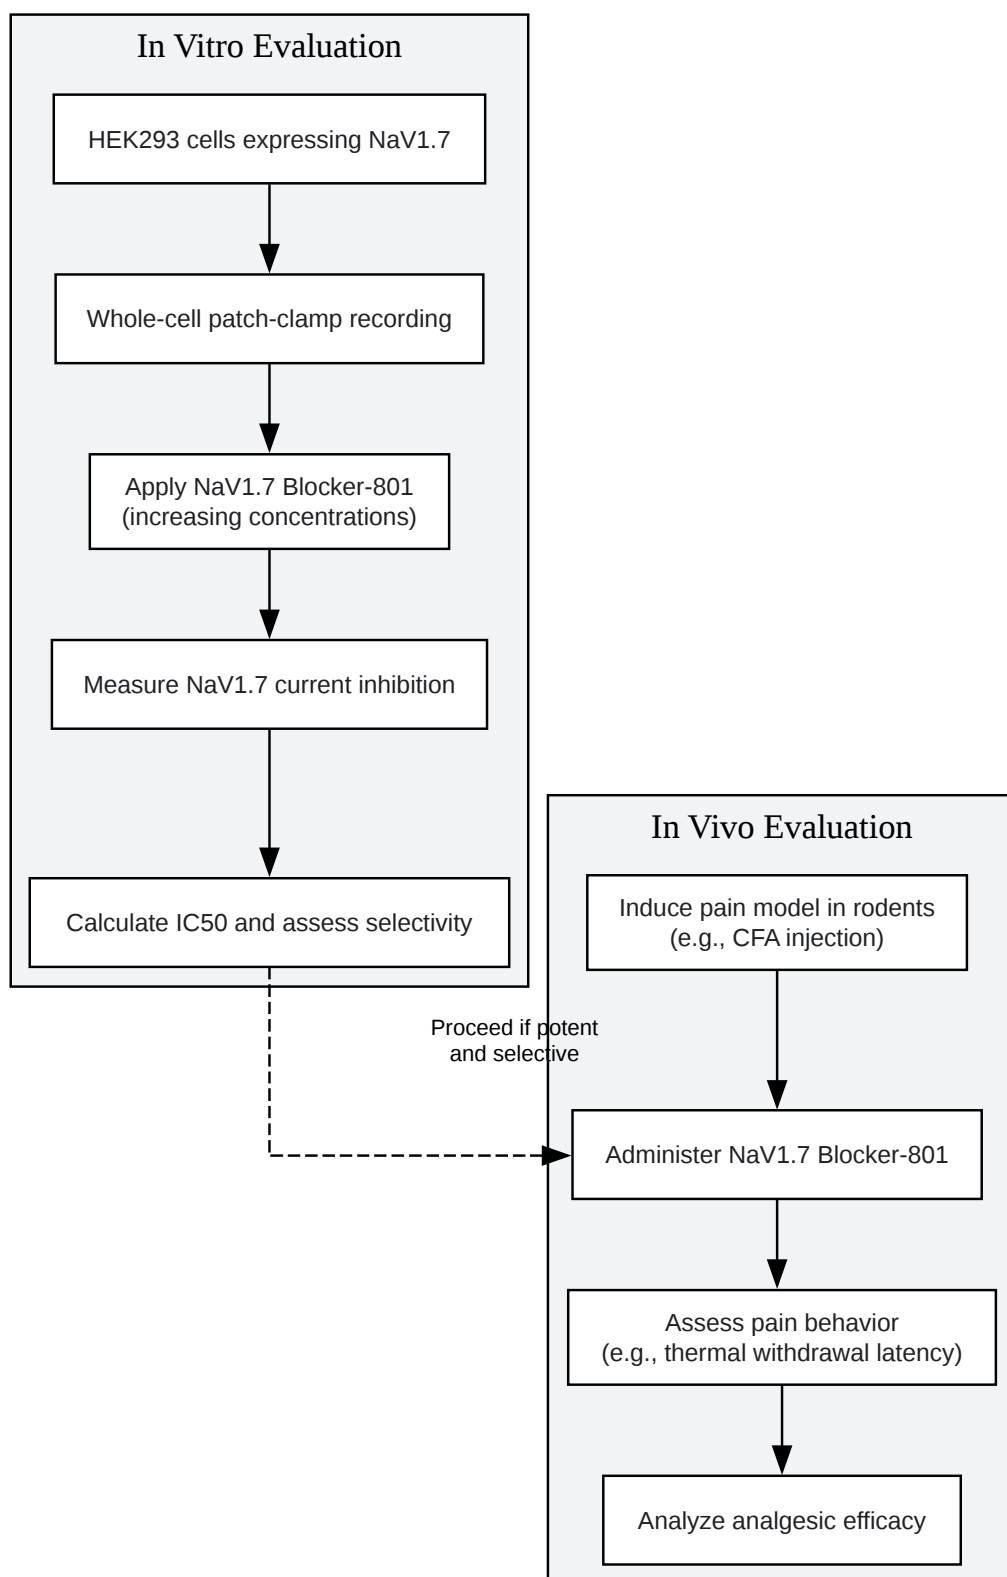 In Vitro Evaluation
HEK293 cells expressing NaV1.7
Whole-cell patch-clamp recording
Apply NaV1.7 Blocker-801
(increasing concentrations)
Measure NaV1.7 current inhibition
Calculate IC50 and assess selectivity
Proceed if potent
and selective
In Vivo Evaluation
Induce pain model in rodents
(e.g., CFA injection)
Administer NaV1.7 Blocker-801
Assess pain behavior
(e.g., thermal withdrawal latency)
Analyze analgesic efficacy